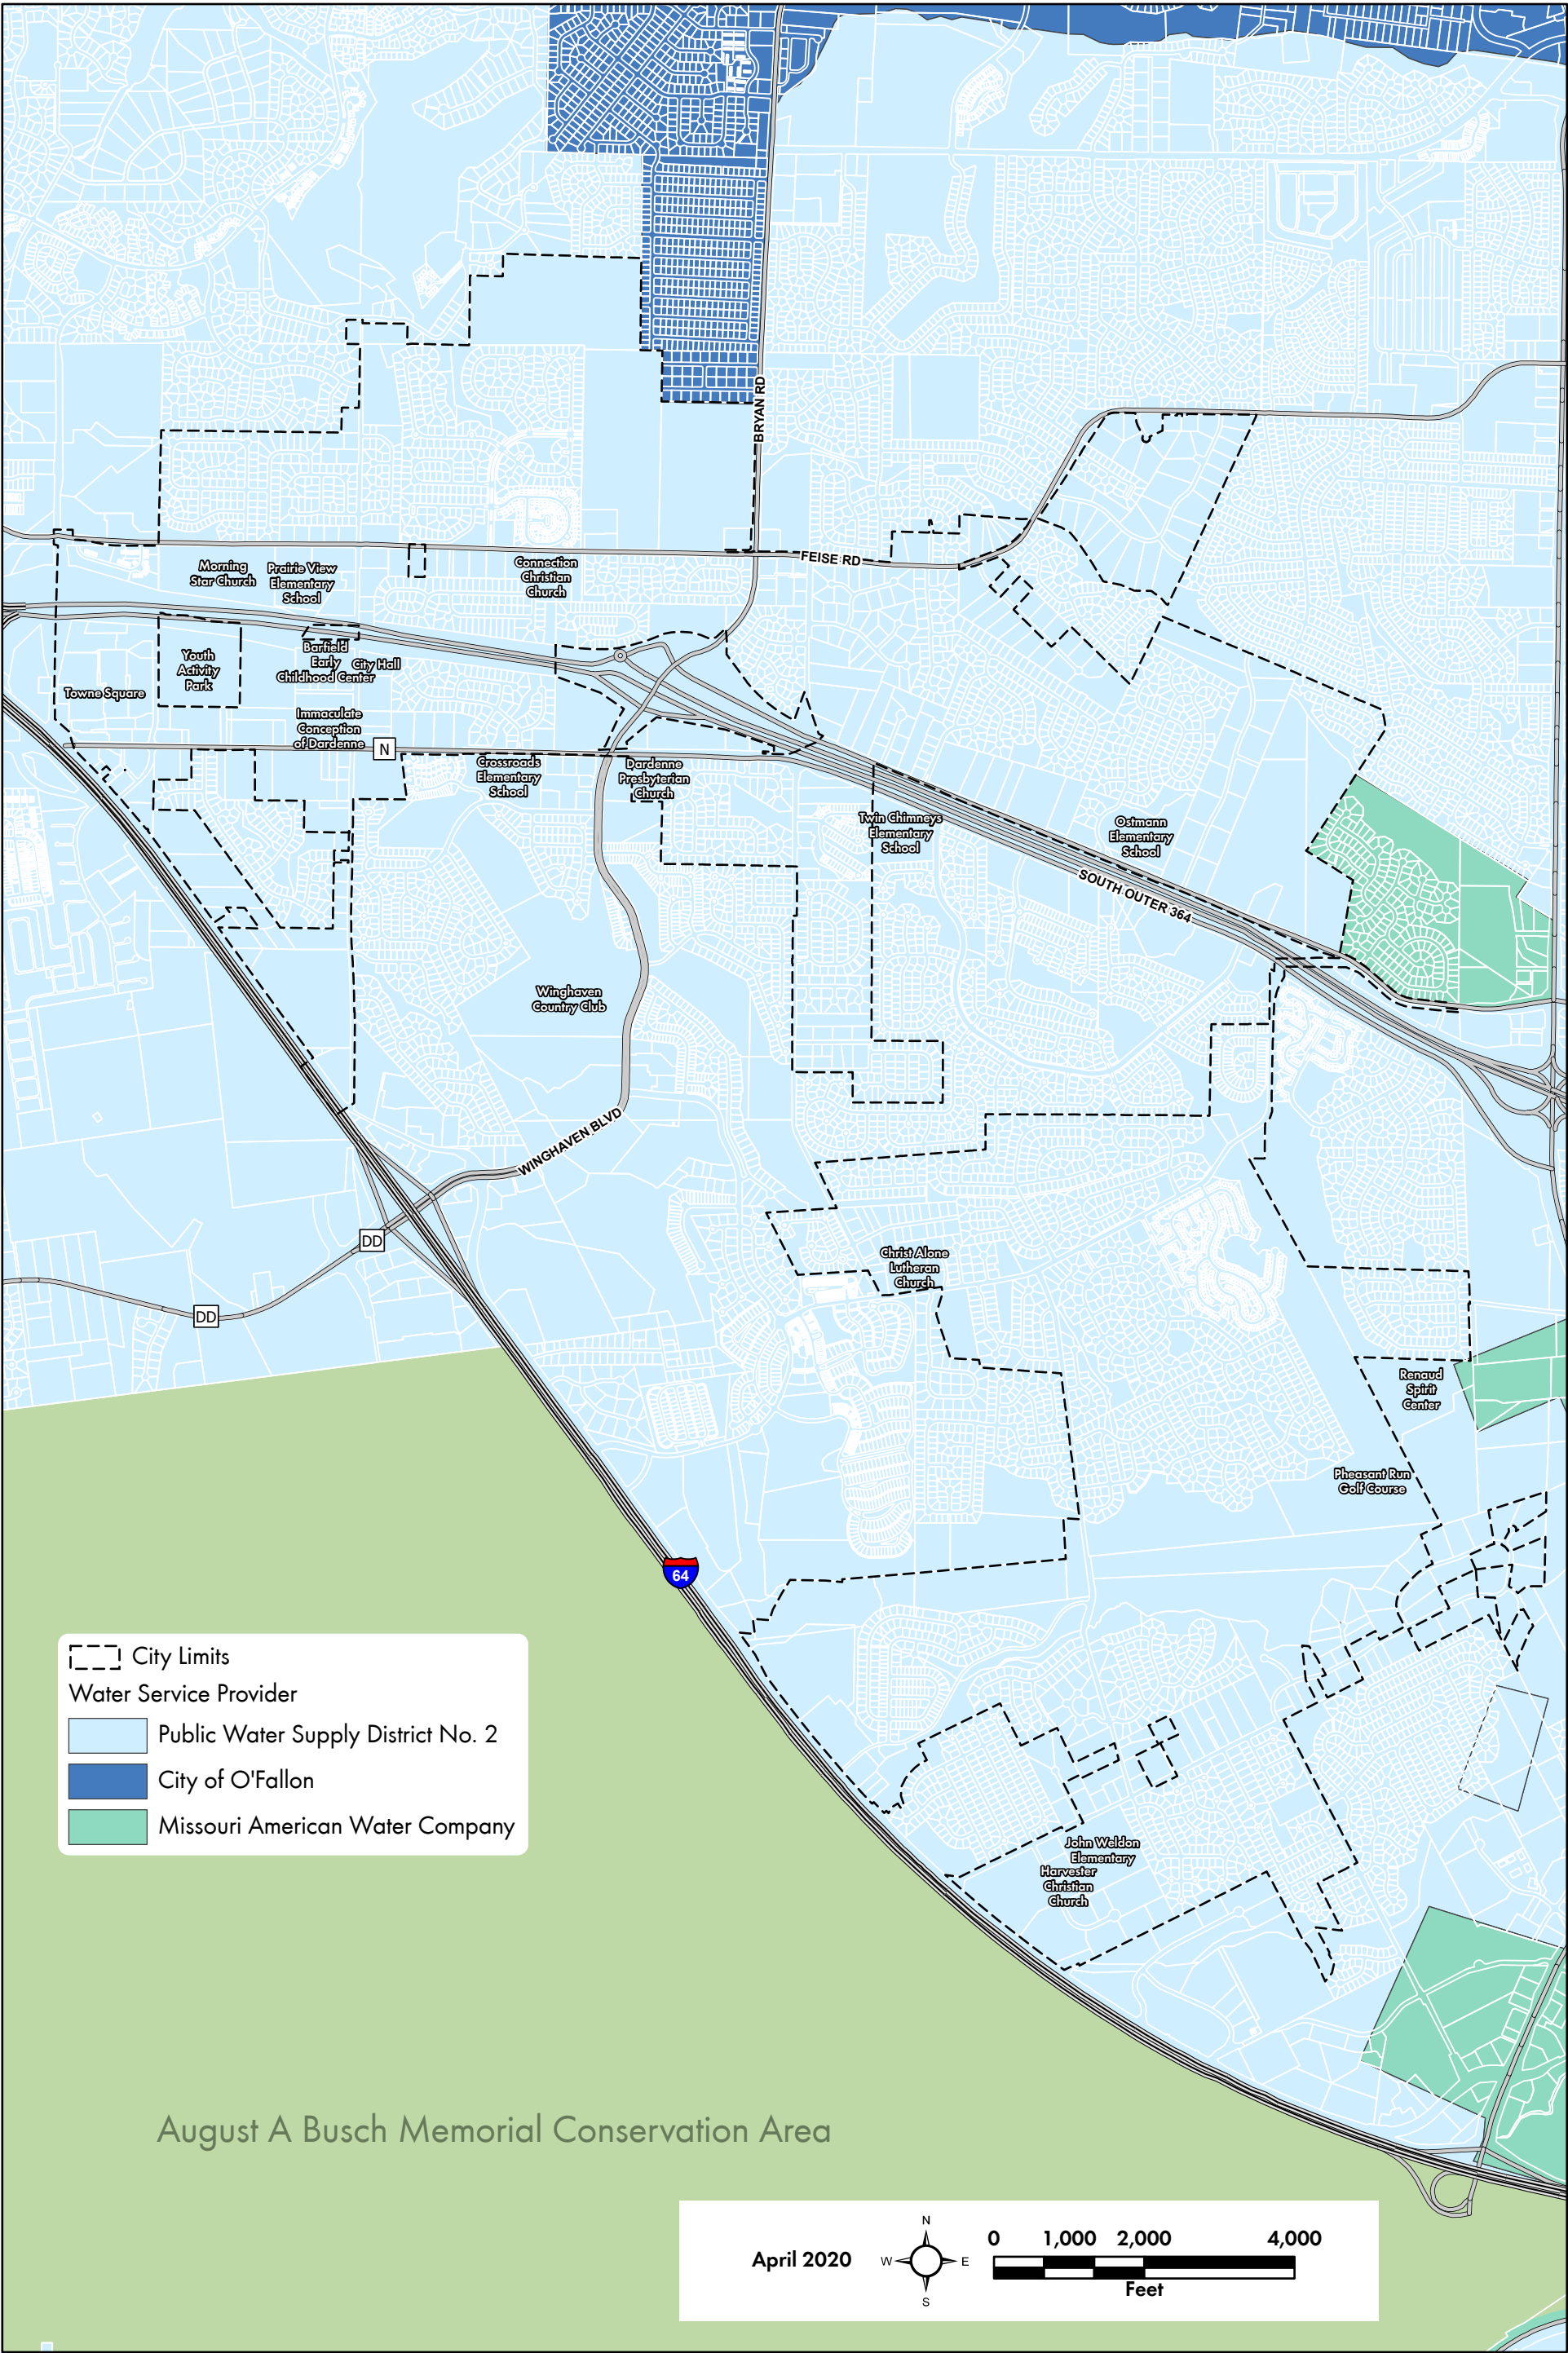 BRYAN RD
FEISE RD
Morning
Star Church
Prairie View
Elementary
School
Connection
Christian
Church
Youth
Activity
Park
Barfield
Early
Childhood Center
City Hall
Towne Square
Immaculate
Conception
of Dardenne
N
Crossroads
Elementary
School
Dardenne
Presbyterian
Church
Twin Chimneys
Elementary
School
Ostmann
Elementary
School
SOUTH OUTER 364
Winghaven
Country Club
WINGHAVEN BLVD
DD
DD
Christ Alone
Lutheran
Church
Renaud
Spirit
Center
Pheasant Run
Golf Course
64
City Limits
Water Service Provider
Public Water Supply District No. 2
City of O'Fallon
Missouri American Water Company
John Weldon
Elementary
Harvester
Christian
Church
August A Busch Memorial Conservation Area
April 2020
N
W
E
S
0 1,000 2,000 4,000
Feet